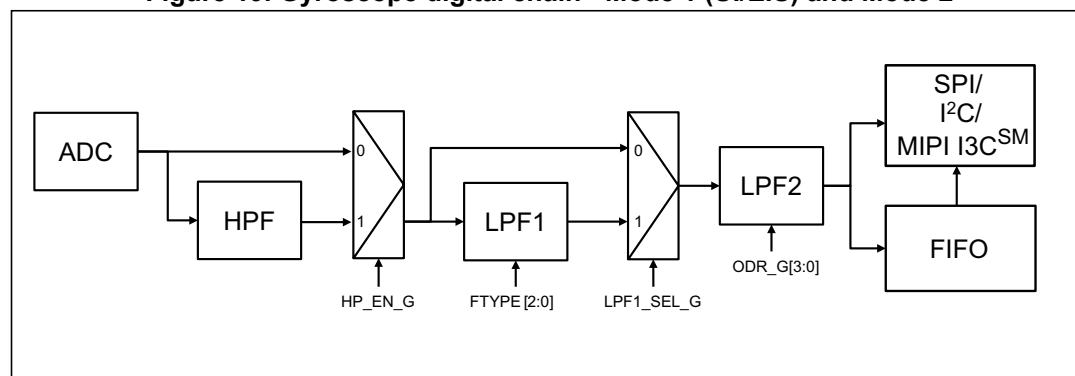 Figure 16. Gyroscope digital chain - Mode 1 (UI/EIS) and Mode 2
ADC
HPF
0
1
HP_EN_G
LPF1
FTYPE [2:0]
0
1
LPF1_SEL_G
LPF2
ODR_G[3:0]
SPI/
I²C/
MIPI I3C^SM
FIFO